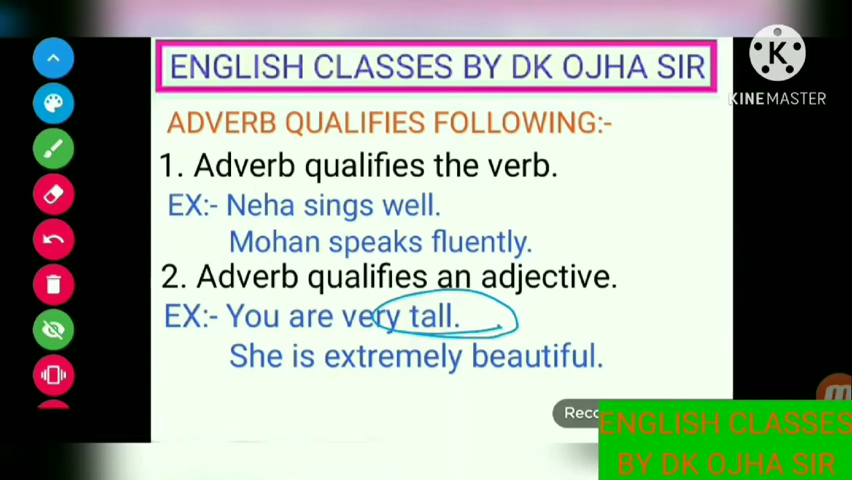 ENGLISH CLASSES BY DK OJHA SIR
K
KINEMASTER
ADVERB QUALIFIES FOLLOWING:-
1. Adverb qualifies the verb.
EX:- Neha sings well.
Mohan speaks fluently.
2. Adverb qualifies an adjective.
EX:- You are very tall.
She is extremely beautiful.
ENGLISH CLASSES
BY DK OJHA SIR